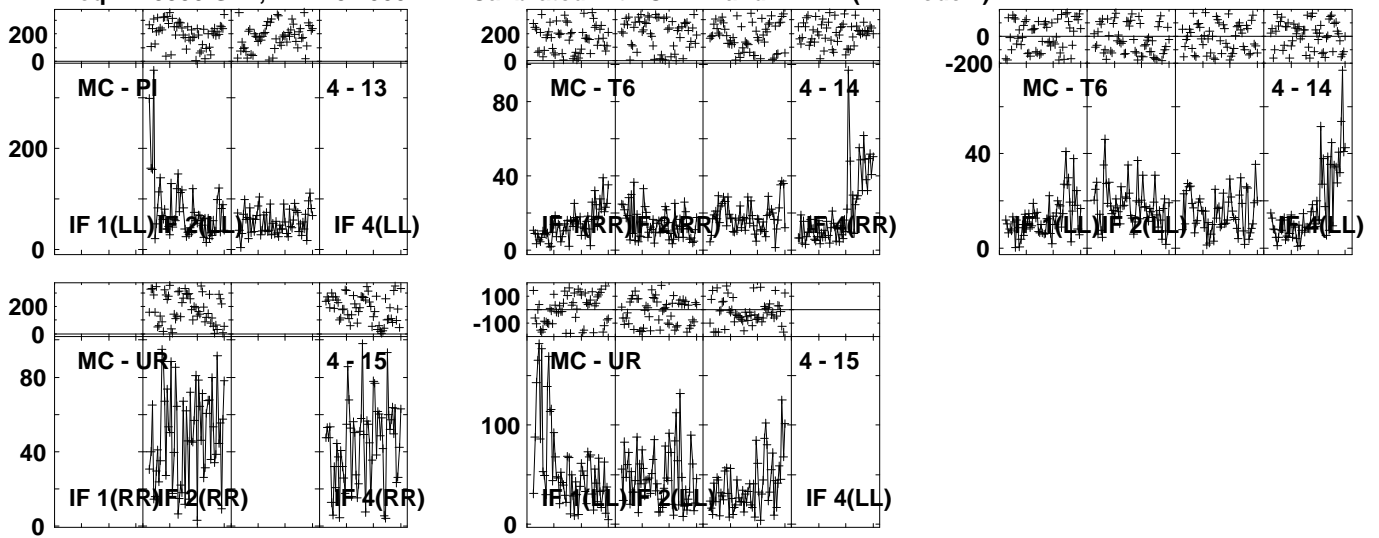 200
0
MC - PI
4 - 13
200
0
IF 1(LL)
IF 2(LL)
IF 4(LL)
200
0
MC - T6
4 - 14
80
40
0
IF 1(RR)
IF 2(RR)
IF 4(RR)
0
-200
MC - T6
4 - 14
40
0
IF 1(LL)
IF 2(LL)
IF 4(LL)
200
0
MC - UR
4 - 15
80
40
0
IF 1(RR)
IF 2(RR)
IF 4(RR)
100
-100
MC - UR
4 - 15
100
0
IF 1(LL)
IF 2(LL)
IF 4(LL)